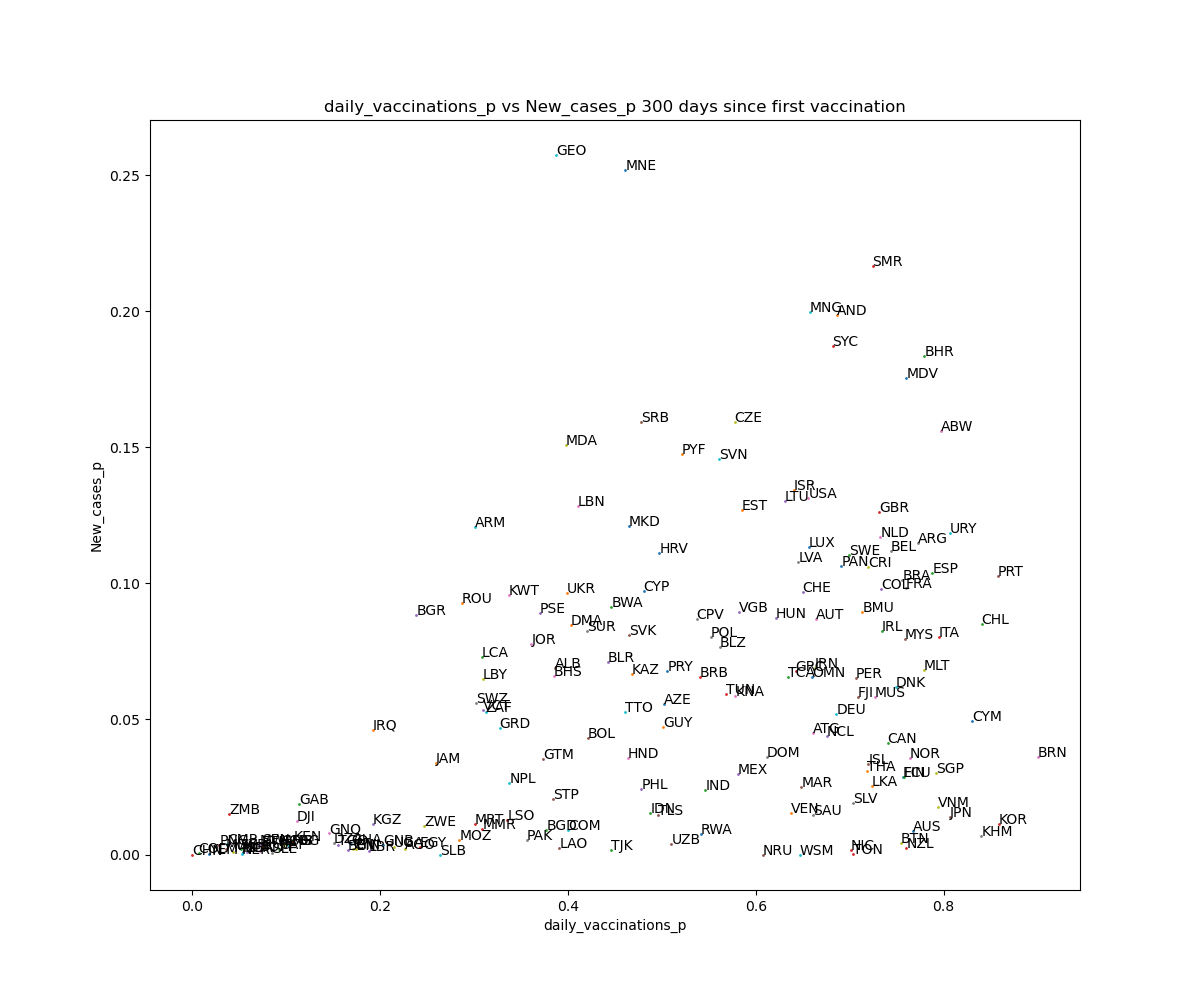 daily_vaccinations_p vs New_cases_p 300 days since first vaccination
GEO
MNE
0.25
SMR
MNG AND
0.20
SYC
BHR
MDV
SRB CZE
ABW
MDA
0.15
PYF
SVN
ISR
LTU USA
LBN
EST
GBR
ARM
MKD
URY
NLD
ARG
LUX
BEL
HRV
SWE
LVA
PAN CRI
ESP
PRT
BRA
0.10
COL FRA
CYP
UKR
CHE
KWT
ROU
BWA
BGR
PSE
VGB
BMU
CPV
HUN
AUT
CHL
DMA
SUR
IRL
SVK
POL
MYS ITA
JOR
BLZ
LCA
BLR
ALB
PRY
GRC IRN
MLT
BHS
KAZ
BRB
TCA OMN
PER
LBY
DNK
TUN KNA
FJI MUS
SWZ
AZE
VCT ZAF
TTO
DEU
0.05
CYM
GRD
GUY
IRQ
ATG NCL
BOL
CAN
JAM
GTM
HND
DOM
NOR
BRN
ISL
MEX
THA
ECU
SGP
NPL
LKA
PHL
IND
MAR
STP
GAB
SLV
VNM
ZMB
IDN TLS
VEN SAU
JPN
DJI
LSO
KGZ
MRT
MMR
ZWE
BGD COM
KOR
AUS
GNQ
RWA
KHM
KEN
MOZ
PAK
UZB
BTN
GNB
AGO
EGY
LAO
NZL
TJK
NIC
0.00
CHN
SLB
NRU
WSM
TON
New_cases_p
0.0
0.2
0.4
0.6
0.8
daily_vaccinations_p